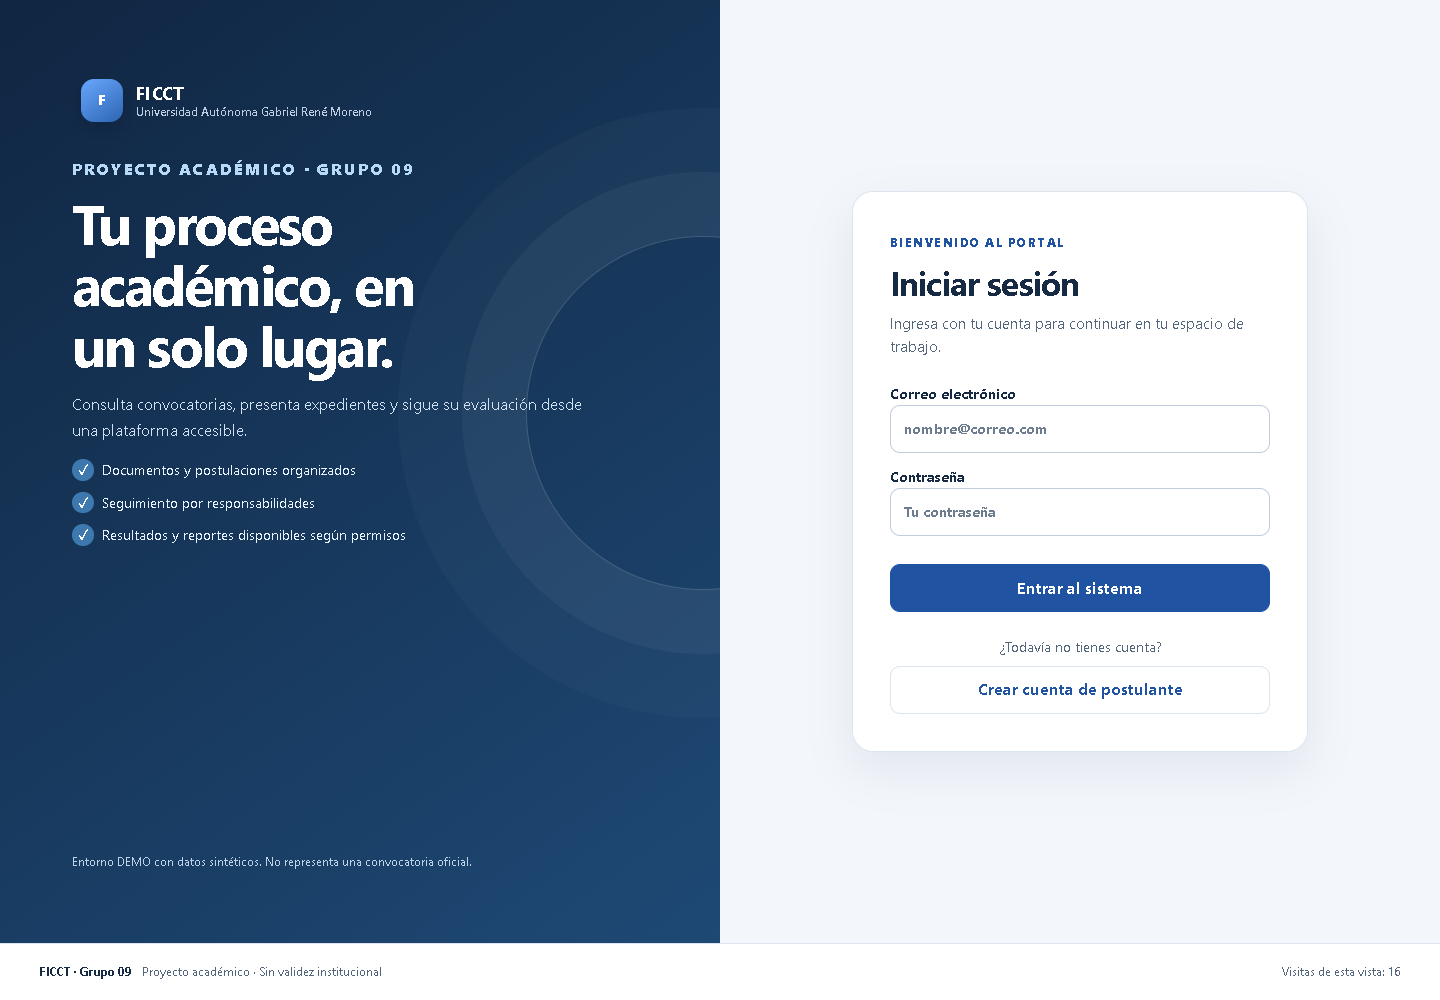 F
FICCT
Universidad Autónoma Gabriel René Moreno
PROYECTO ACADÉMICO · GRUPO 09
Tu proceso
académico, en
un solo lugar.
Consulta convocatorias, presenta expedientes y sigue su evaluación desde
una plataforma accesible.
✓ Documentos y postulaciones organizados
✓ Seguimiento por responsabilidades
✓ Resultados y reportes disponibles según permisos
Entorno DEMO con datos sintéticos. No representa una convocatoria oficial.
BIENVENIDO AL PORTAL
Iniciar sesión
Ingresa con tu cuenta para continuar en tu espacio de
trabajo.
Correo electrónico
nombre@correo.com
Contraseña
Tu contraseña
Entrar al sistema
¿Todavía no tienes cuenta?
Crear cuenta de postulante
FICCT · Grupo 09 Proyecto académico · Sin validez institucional
Visitas de esta vista: 16